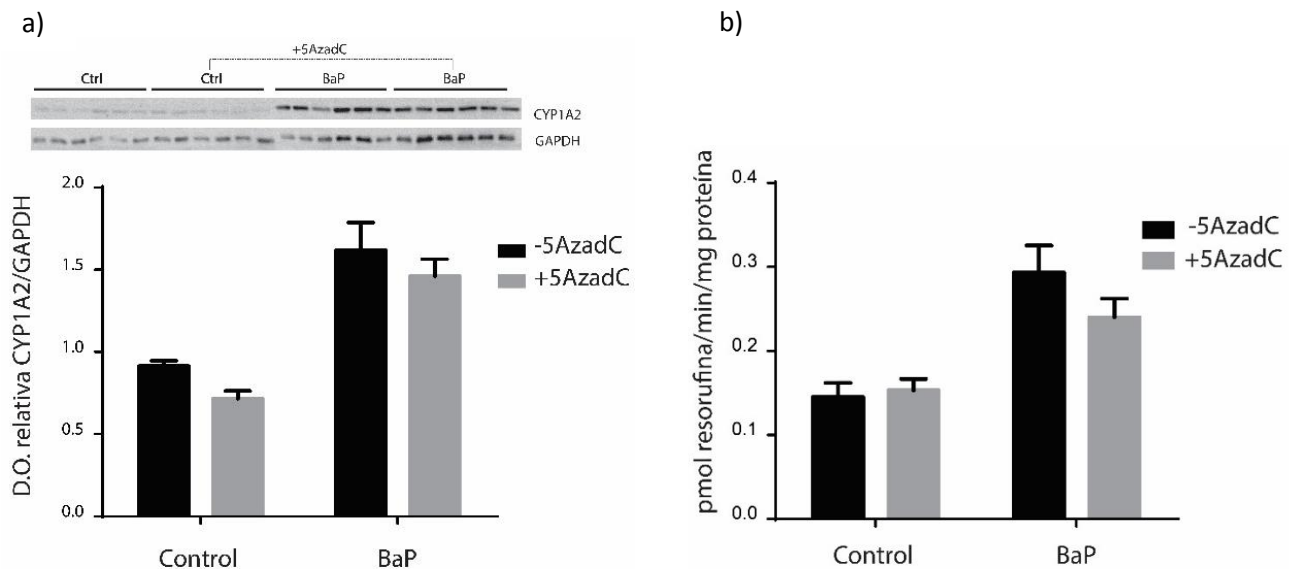 a)
+5AzadC
Ctrl Ctrl BaP BaP
CYP1A2
GAPDH
D.O. relativa CYP1A2/GAPDH
2.0
1.5
1.0
0.5
0.0
-5AzadC
+5AzadC
Control BaP
b)
pmol resorufina/min/mg proteína
0.4
0.3
0.2
0.1
0.0
-5AzadC
+5AzadC
Control BaP